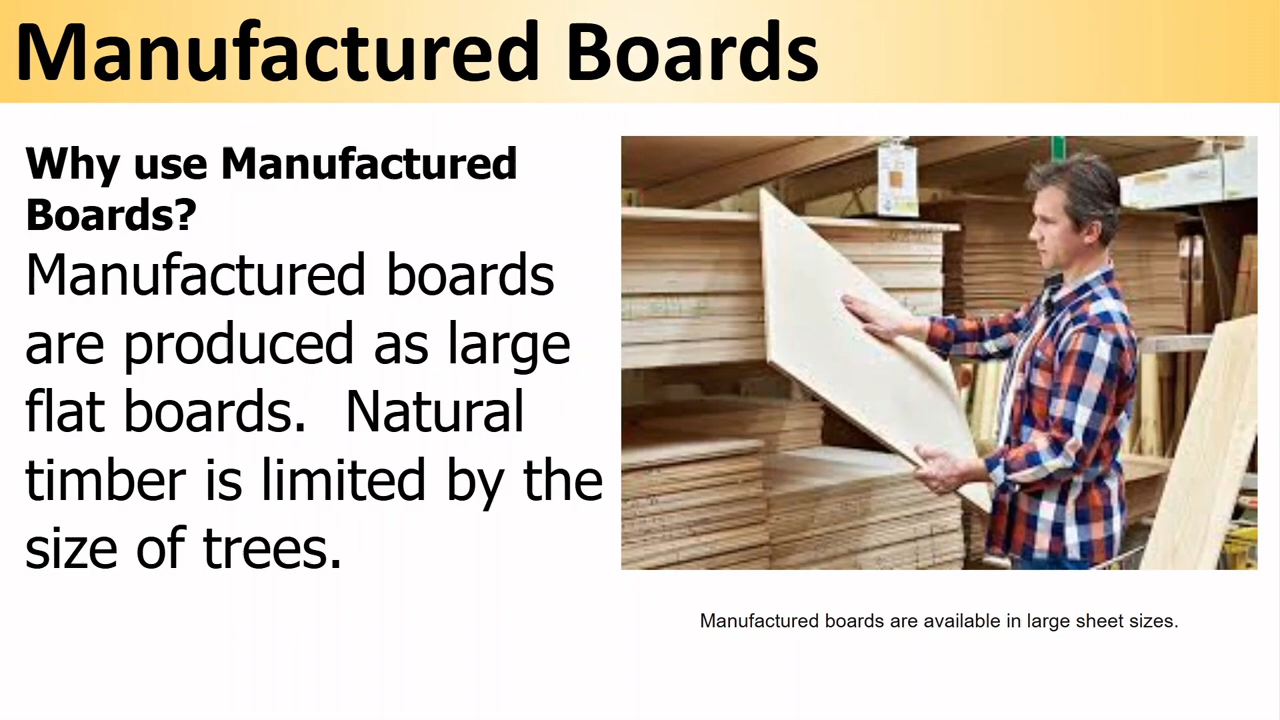 Manufactured Boards
Why use Manufactured
Boards?
Manufactured boards
are produced as large
flat boards.  Natural
timber is limited by the
size of trees.
Manufactured boards are available in large sheet sizes.